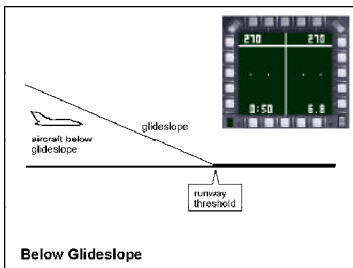 270 270
glideslope
aircraft below
glideslope
0:50 6.8
runway
threshold
Below Glideslope